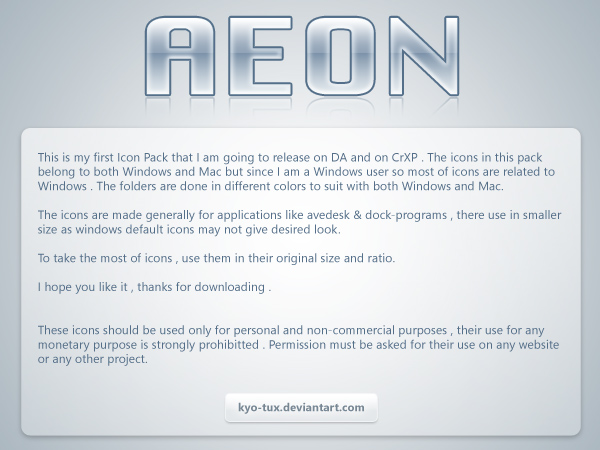 AEON
This is my first Icon Pack that I am going to release on DA and on CrXP . The icons in this pack
belong to both Windows and Mac but since I am a Windows user so most of icons are related to
Windows . The folders are done in different colors to suit with both Windows and Mac.
The icons are made generally for applications like avedesk & dock-programs , there use in smaller
size as windows default icons may not give desired look.
To take the most of icons , use them in their original size and ratio.
I hope you like it , thanks for downloading .
These icons should be used only for personal and non-commercial purposes , their use for any
monetary purpose is strongly prohibitted . Permission must be asked for their use on any website
or any other project.
kyo-tux.deviantart.com